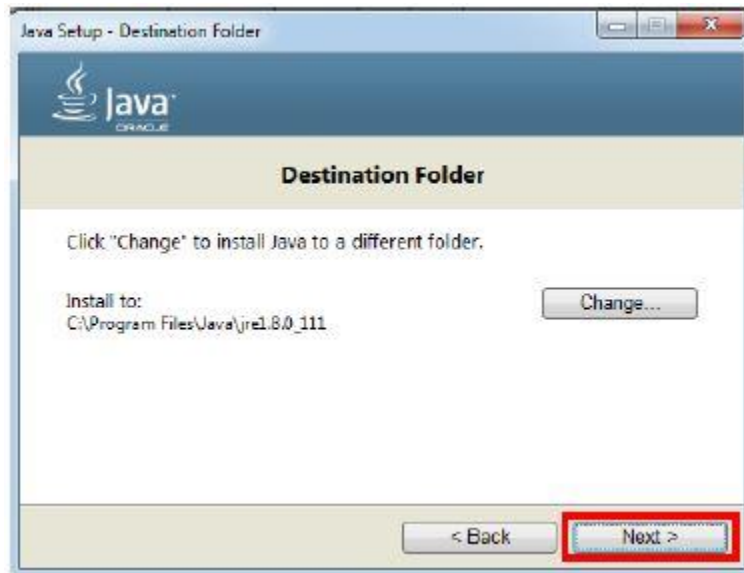 Java Setup - Destination Folder
Java
ORACLE
Destination Folder
Click "Change" to install Java to a different folder.
Install to:
Change...
C:\Program Files\Java\jre1.8.0_111
< Back
Next >